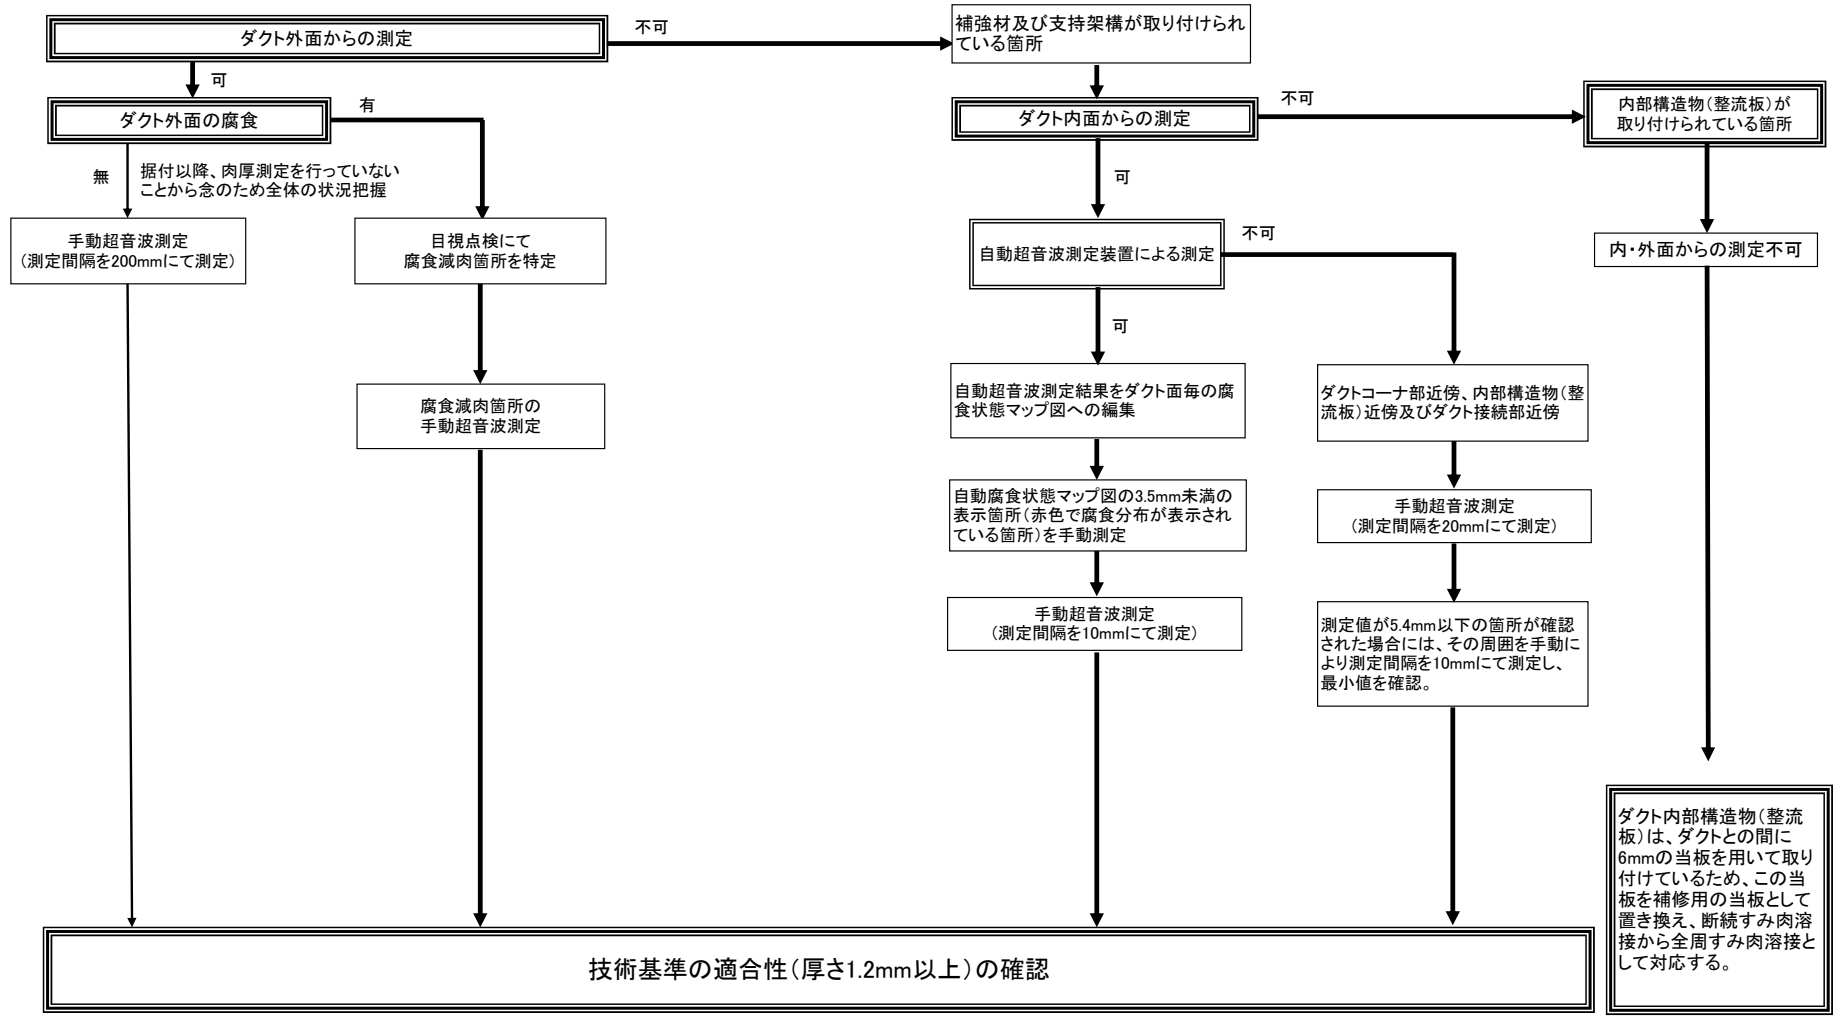 ダクト外面からの測定
不可
補強材及び支持架構が取り付けられ
ている箇所
可
ダクト外面の腐食
有
ダクト内面からの測定
不可
内部構造物(整流板)が
取り付けられている箇所
無
据付以降、肉厚測定を行っていない
ことから念のため全体の状況把握
可
手動超音波測定
(測定間隔を200mmにて測定)
目視点検にて
腐食減肉箇所を特定
自動超音波測定装置による測定
不可
内・外面からの測定不可
可
腐食減肉箇所の
手動超音波測定
自動超音波測定結果をダクト面毎の腐
食状態マップ図への編集
ダクトコーナ部近傍、内部構造物(整
流板)近傍及びダクト接続部近傍
自動腐食状態マップ図の3.5mm未満の
表示箇所(赤色で腐食分布が表示され
ている箇所)を手動測定
手動超音波測定
(測定間隔を20mmにて測定)
手動超音波測定
(測定間隔を10mmにて測定)
測定値が5.4mm以下の箇所が確認
された場合には、その周囲を手動に
より測定間隔を10mmにて測定し、
最小値を確認。
ダクト内部構造物(整流
板)は、ダクトとの間に
6mmの当板を用いて取り
付けているため、この当
板を補修用の当板として
置き換え、断続すみ肉溶
接から全周すみ肉溶接と
して対応する。
技術基準の適合性(厚さ1.2mm以上)の確認